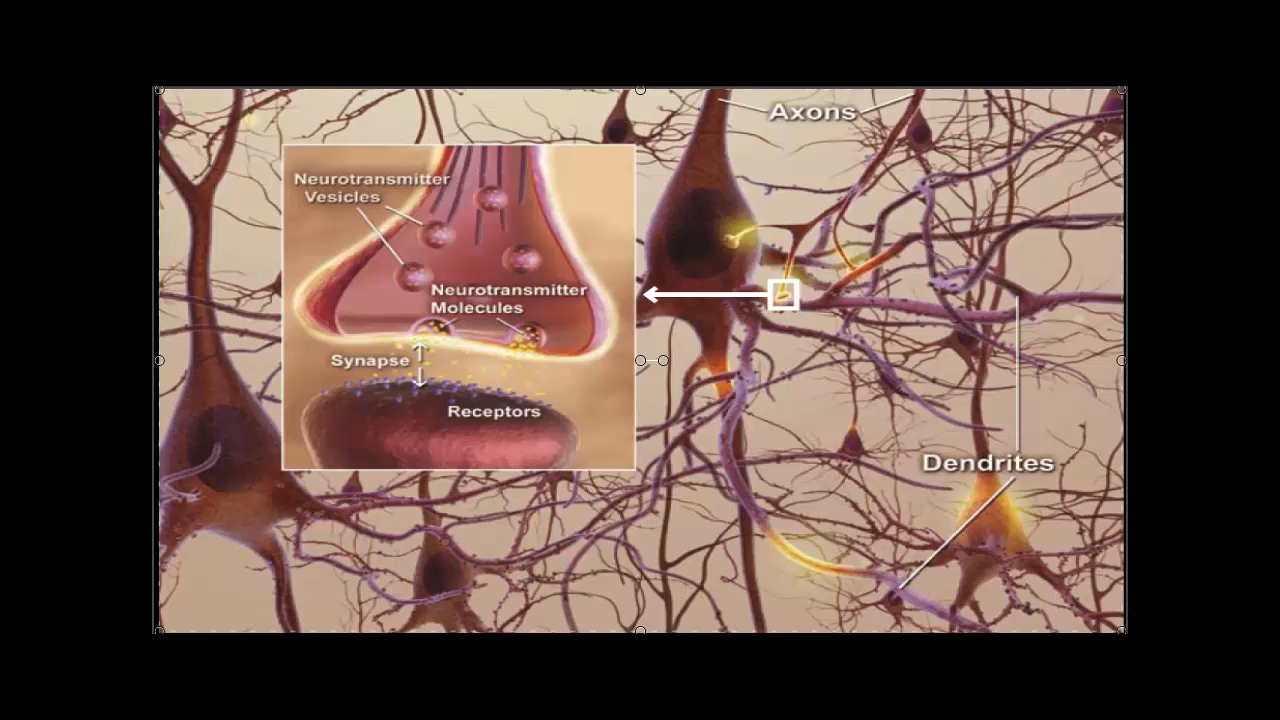 Axons
Neurotransmitter
Vesicles
Neurotransmitter
Molecules
Synapse
Receptors
Dendrites